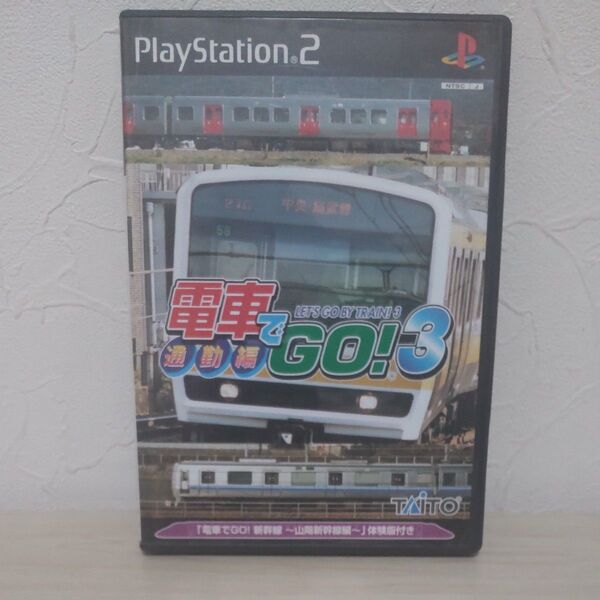 PlayStation®2
NTSC J
中央・総武線
58
LET'S GO BY TRAIN! 3
電車でGO!3
通勤編
TAITO®
「電車でGO! 新幹線 ～山陽新幹線編～」体験版付き